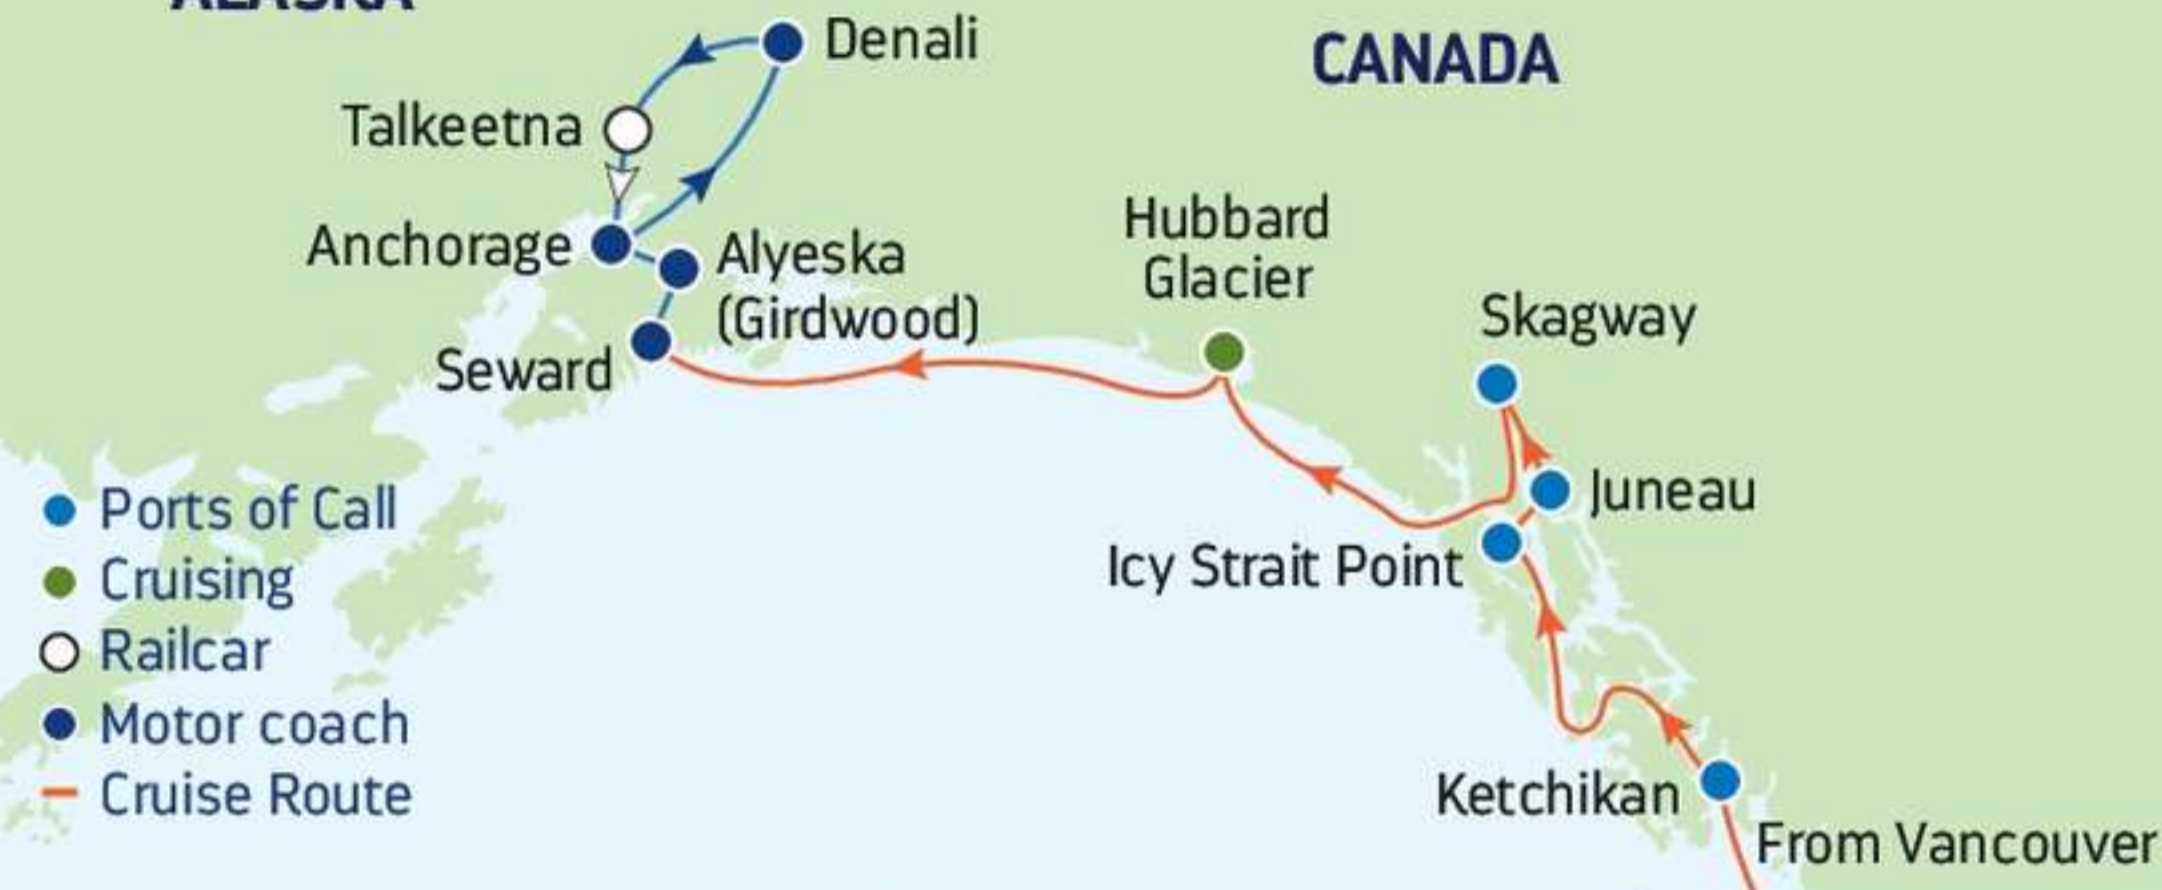 ALASKA
Denali
CANADA
Talkeetna
Anchorage
Alyeska
(Girdwood)
Seward
Hubbard
Glacier
Skagway
Juneau
Icy Strait Point
Ketchikan
From Vancouver
Ports of Call
Cruising
Railcar
Motor coach
Cruise Route